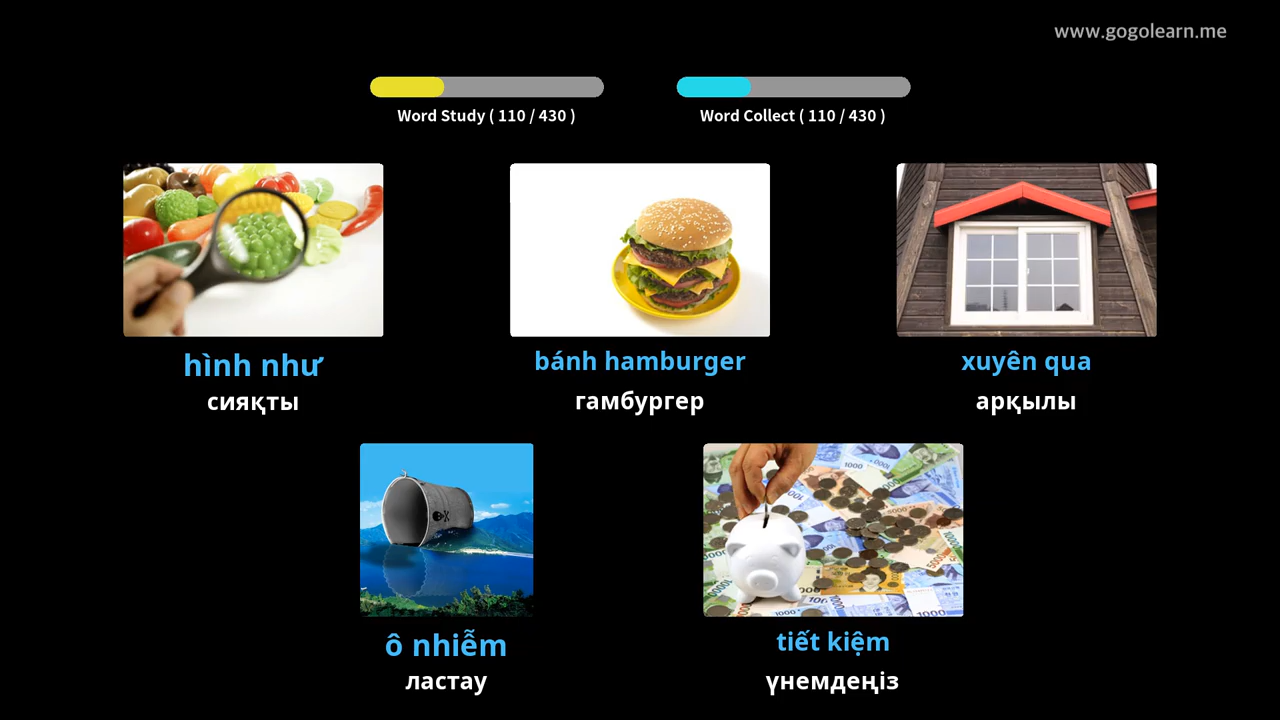 www.gogolearn.me
Word Study ( 110 / 430 )
Word Collect ( 110 / 430 )
hình như
сияқты
bánh hamburger
гамбургер
xuyên qua
арқылы
ô nhiễm
ластау
tiết kiệm
үнемдеңіз